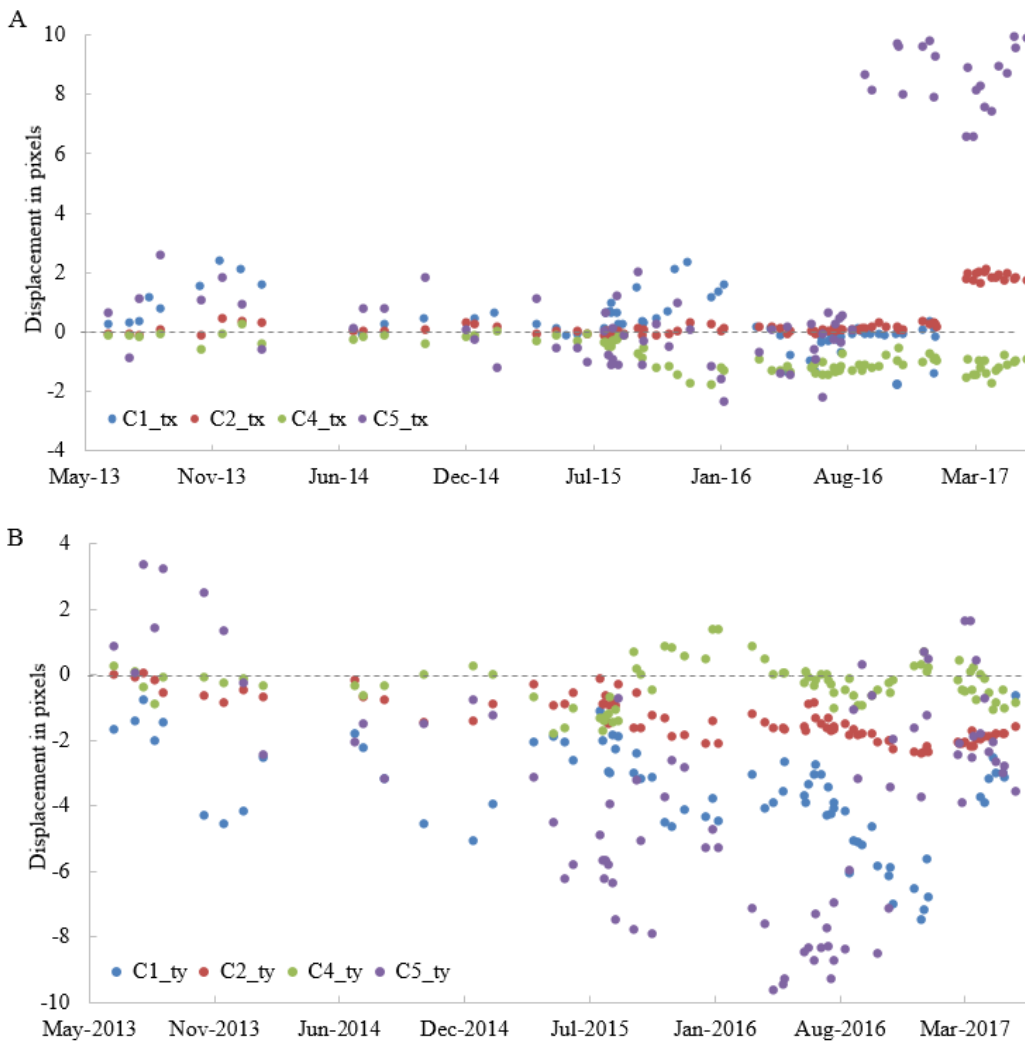 A
Displacement in pixels
10
8
6
4
2
0
-2
-4
C1_tx C2_tx C4_tx C5_tx
May-13 Nov-13 Jun-14 Dec-14 Jul-15 Jan-16 Aug-16 Mar-17
B
Displacement in pixels
4
2
0
-2
-4
-6
-8
-10
C1_ty C2_ty C4_ty C5_ty
May-2013 Nov-2013 Jun-2014 Dec-2014 Jul-2015 Jan-2016 Aug-2016 Mar-2017